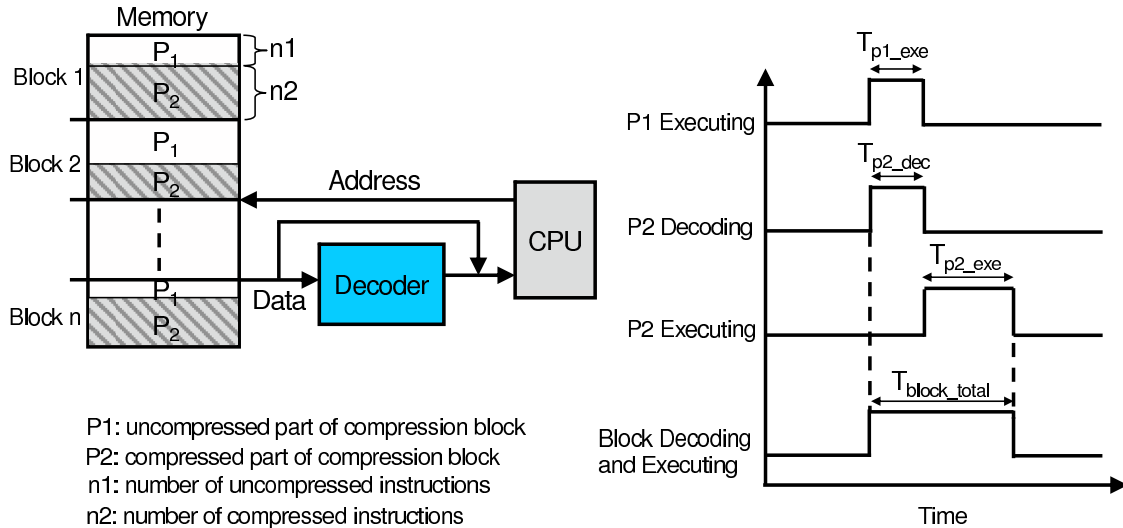 Memory
P1
n1
Block 1
P2
n2
P1
Block 2
P2
Address
CPU
Decoder
Data
P1
Block n
P2
P1: uncompressed part of compression block
P2: compressed part of compression block
n1: number of uncompressed instructions
n2: number of compressed instructions
Tp1_exe
P1 Executing
Tp2_dec
P2 Decoding
Tp2_exe
P2 Executing
Tblock_total
Block Decoding
and Executing
Time